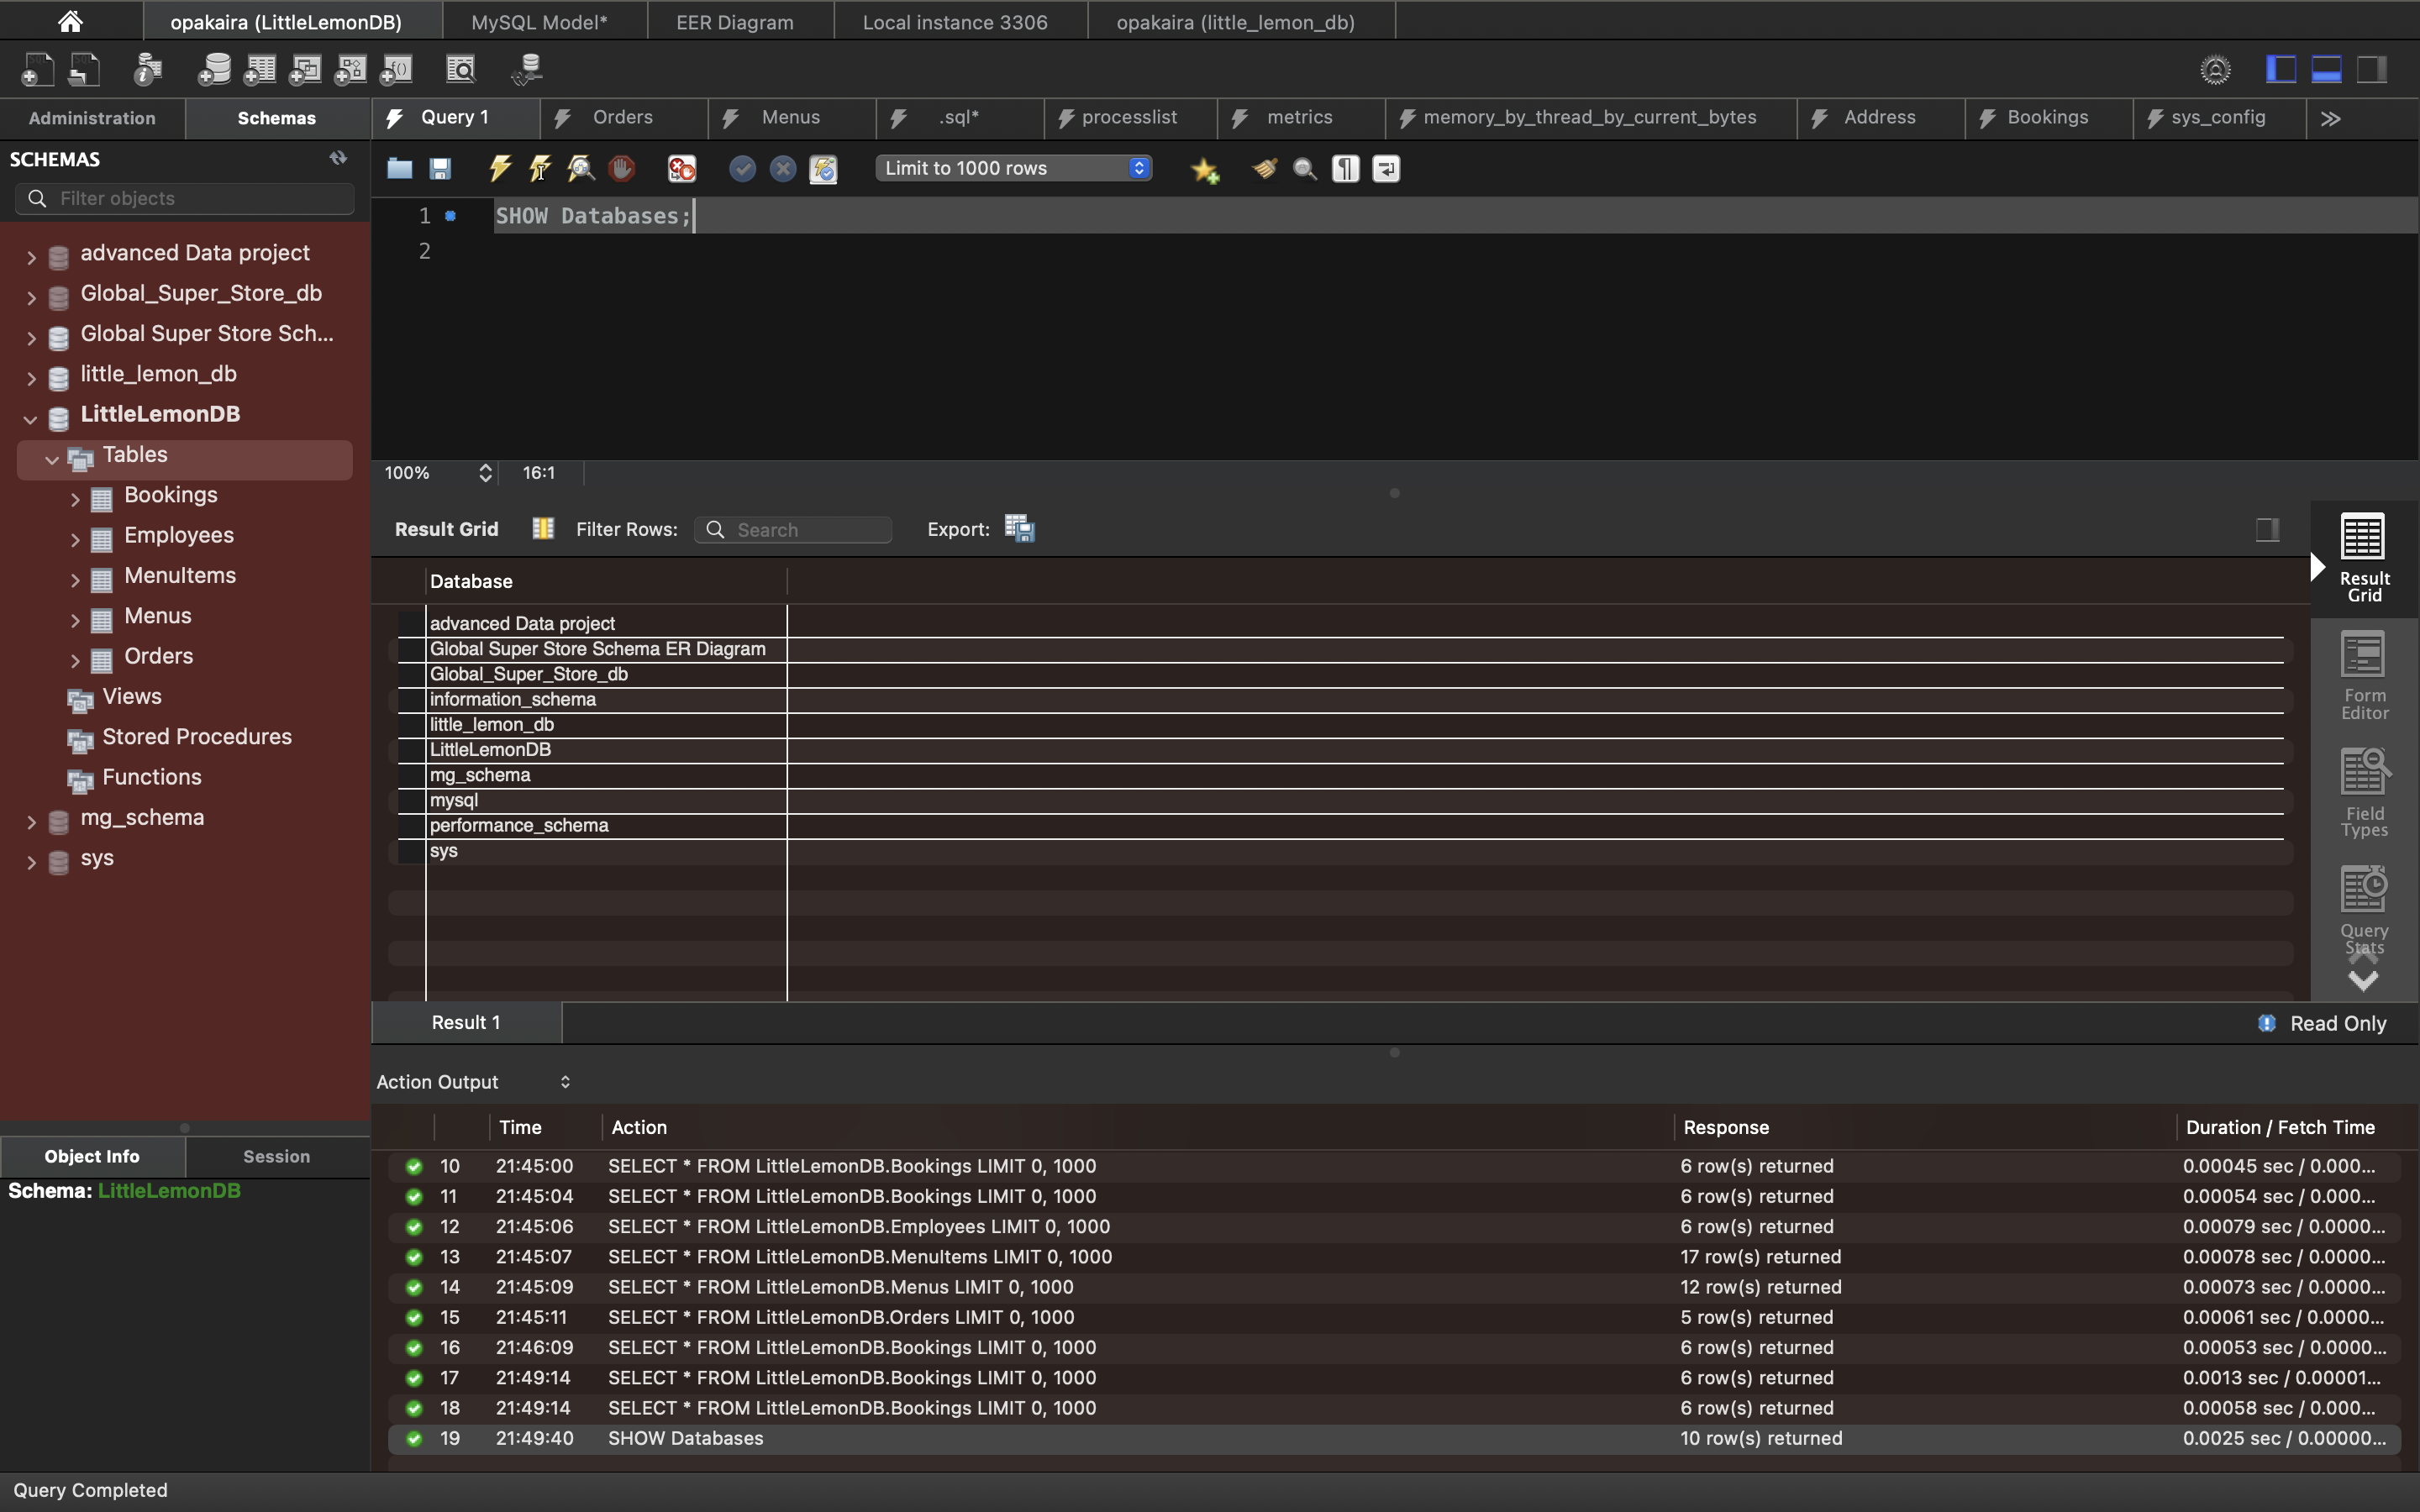 opakaira (LittleLemonDB)
MySQL Model*
EER Diagram
Local instance 3306
opakaira (little_lemon_db)
Administration
Schemas
Query 1
Orders
Menus
.sql*
processlist
metrics
memory_by_thread_by_current_bytes
Address
Bookings
sys_config
SCHEMAS
Filter objects
advanced Data project
Global_Super_Store_db
Global Super Store Sch...
little_lemon_db
LittleLemonDB
Tables
Bookings
Employees
MenuItems
Menus
Orders
Views
Stored Procedures
Functions
mg_schema
sys
Object Info
Session
Schema: LittleLemonDB
Limit to 1000 rows
1 SHOW Databases;
2
100% 16:1
Result Grid Filter Rows: Search Export:
Database
advanced Data project
Global Super Store Schema ER Diagram
Global_Super_Store_db
information_schema
little_lemon_db
LittleLemonDB
mg_schema
mysql
performance_schema
sys
Result
Grid
Form
Editor
Field
Types
Query
Stats
Result 1
Read Only
Action Output
Time Action Response Duration / Fetch Time
10 21:45:00 SELECT * FROM LittleLemonDB.Bookings LIMIT 0, 1000 6 row(s) returned 0.00045 sec / 0.000...
11 21:45:04 SELECT * FROM LittleLemonDB.Bookings LIMIT 0, 1000 6 row(s) returned 0.00054 sec / 0.000...
12 21:45:06 SELECT * FROM LittleLemonDB.Employees LIMIT 0, 1000 6 row(s) returned 0.00079 sec / 0.0000...
13 21:45:07 SELECT * FROM LittleLemonDB.MenuItems LIMIT 0, 1000 17 row(s) returned 0.00078 sec / 0.0000...
14 21:45:09 SELECT * FROM LittleLemonDB.Menus LIMIT 0, 1000 12 row(s) returned 0.00073 sec / 0.0000...
15 21:45:11 SELECT * FROM LittleLemonDB.Orders LIMIT 0, 1000 5 row(s) returned 0.00061 sec / 0.0000...
16 21:46:09 SELECT * FROM LittleLemonDB.Bookings LIMIT 0, 1000 6 row(s) returned 0.00053 sec / 0.0000...
17 21:49:14 SELECT * FROM LittleLemonDB.Bookings LIMIT 0, 1000 6 row(s) returned 0.0013 sec / 0.00001...
18 21:49:14 SELECT * FROM LittleLemonDB.Bookings LIMIT 0, 1000 6 row(s) returned 0.00058 sec / 0.000...
19 21:49:40 SHOW Databases 10 row(s) returned 0.0025 sec / 0.00000...
Query Completed